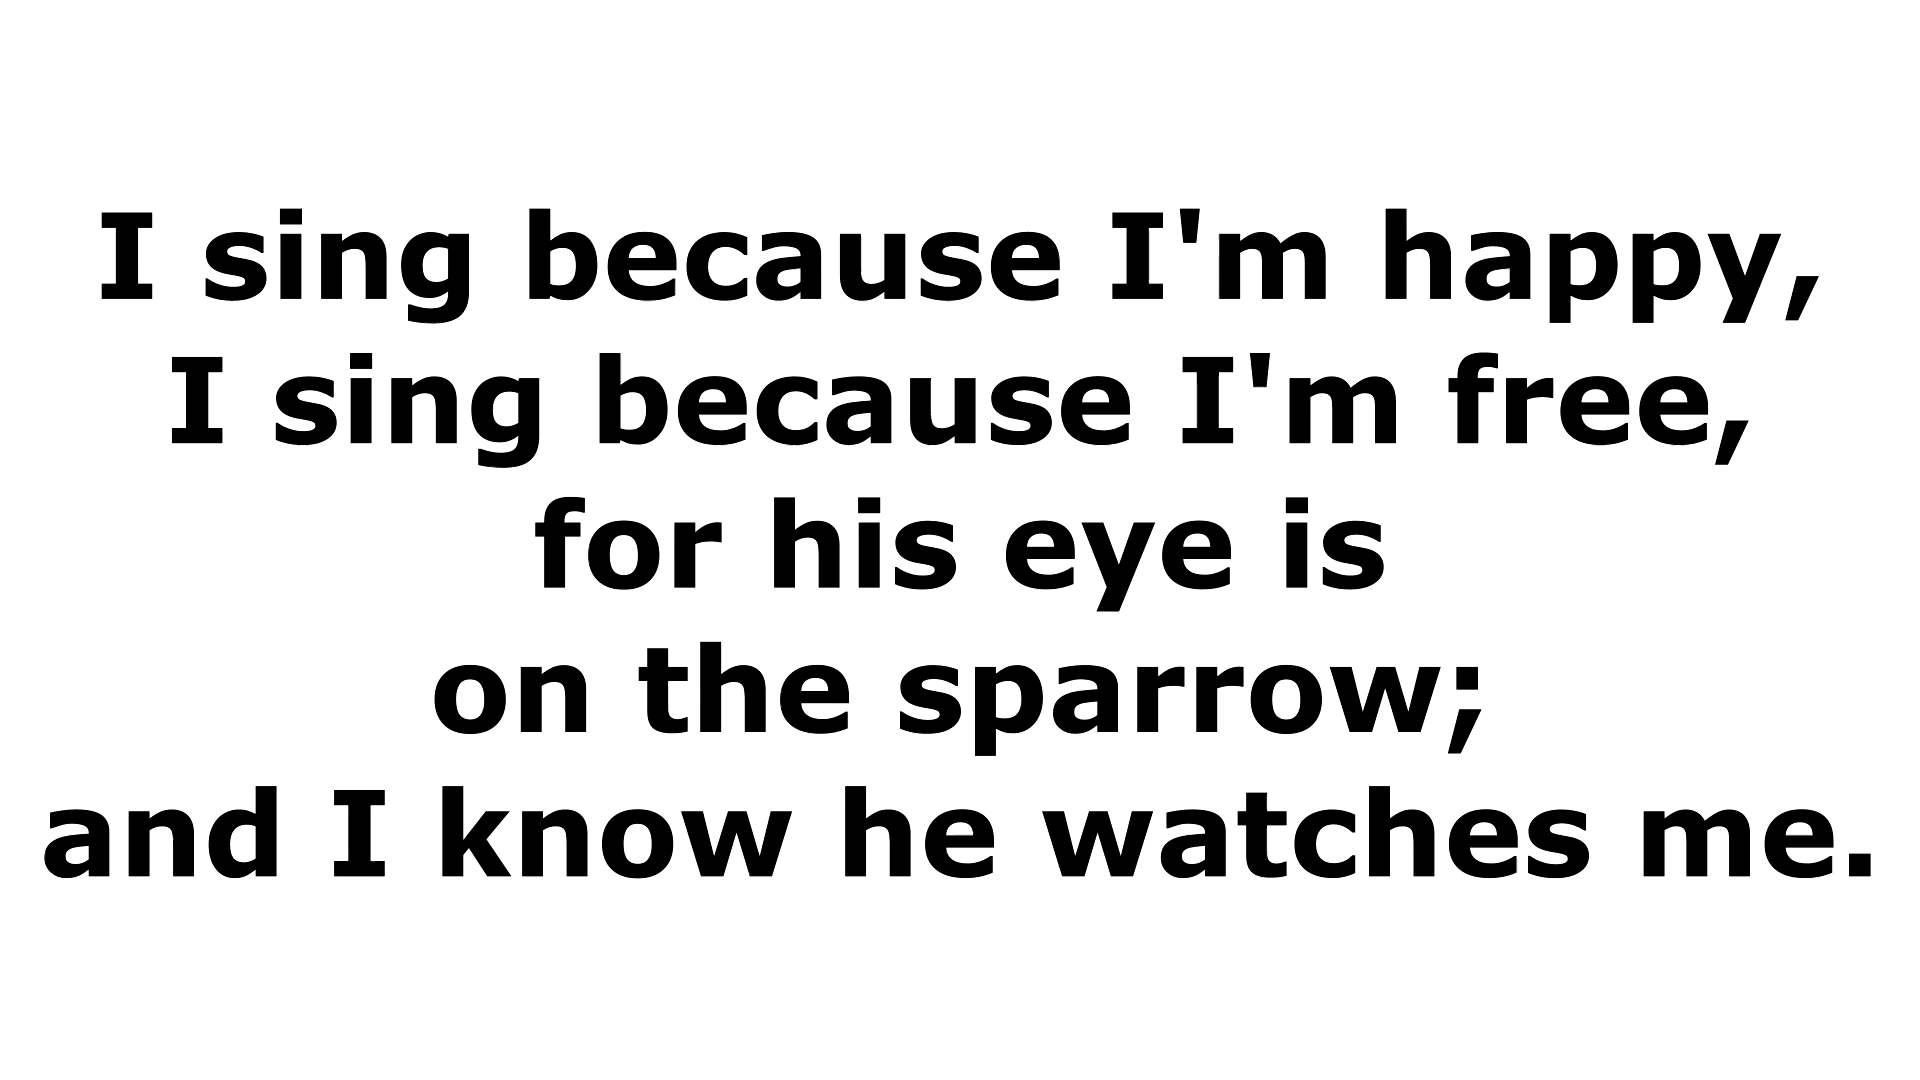 I sing because I'm happy,
I sing because I'm free,
for his eye is
on the sparrow;
and I know he watches me.